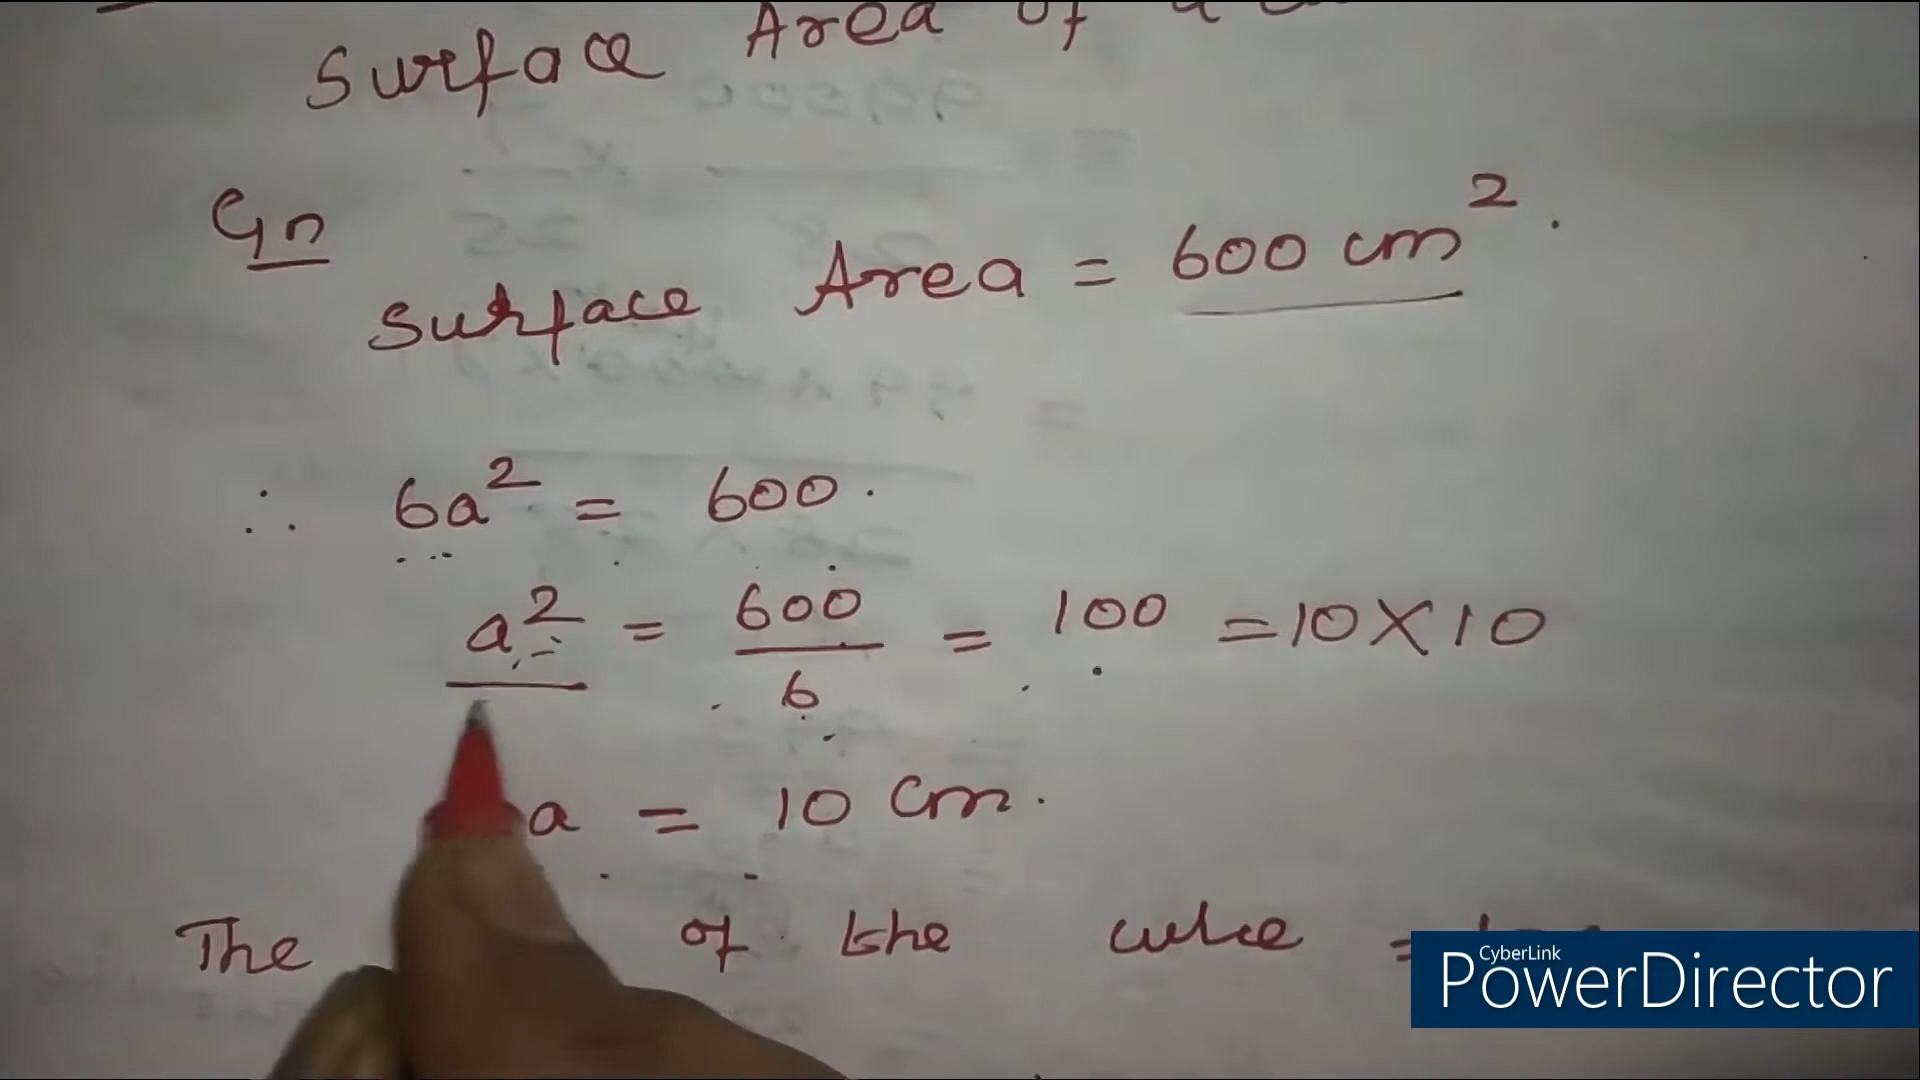 Surface Area of a
Gn
Surface Area = 600 cm².
∴ 6a² = 600.
a² = 600/6 = 100 = 10 × 10
a = 10 cm.
The of the cube =
CyberLink
PowerDirector